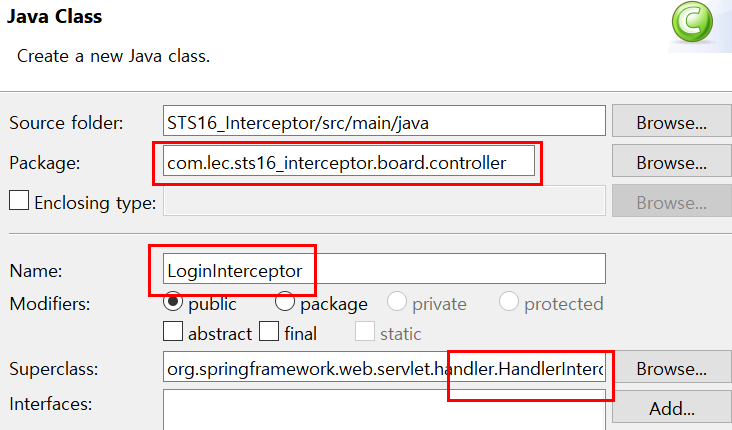 Java Class
Create a new Java class.
Source folder: STS16_Interceptor/src/main/java Browse...
Package: com.lec.sts16_interceptor.board.controller Browse...
Enclosing type: Browse...
Name: LoginInterceptor
Modifiers: public package private protected
abstract final static
Superclass: org.springframework.web.servlet.handler.HandlerInterc Browse...
Interfaces: Add...